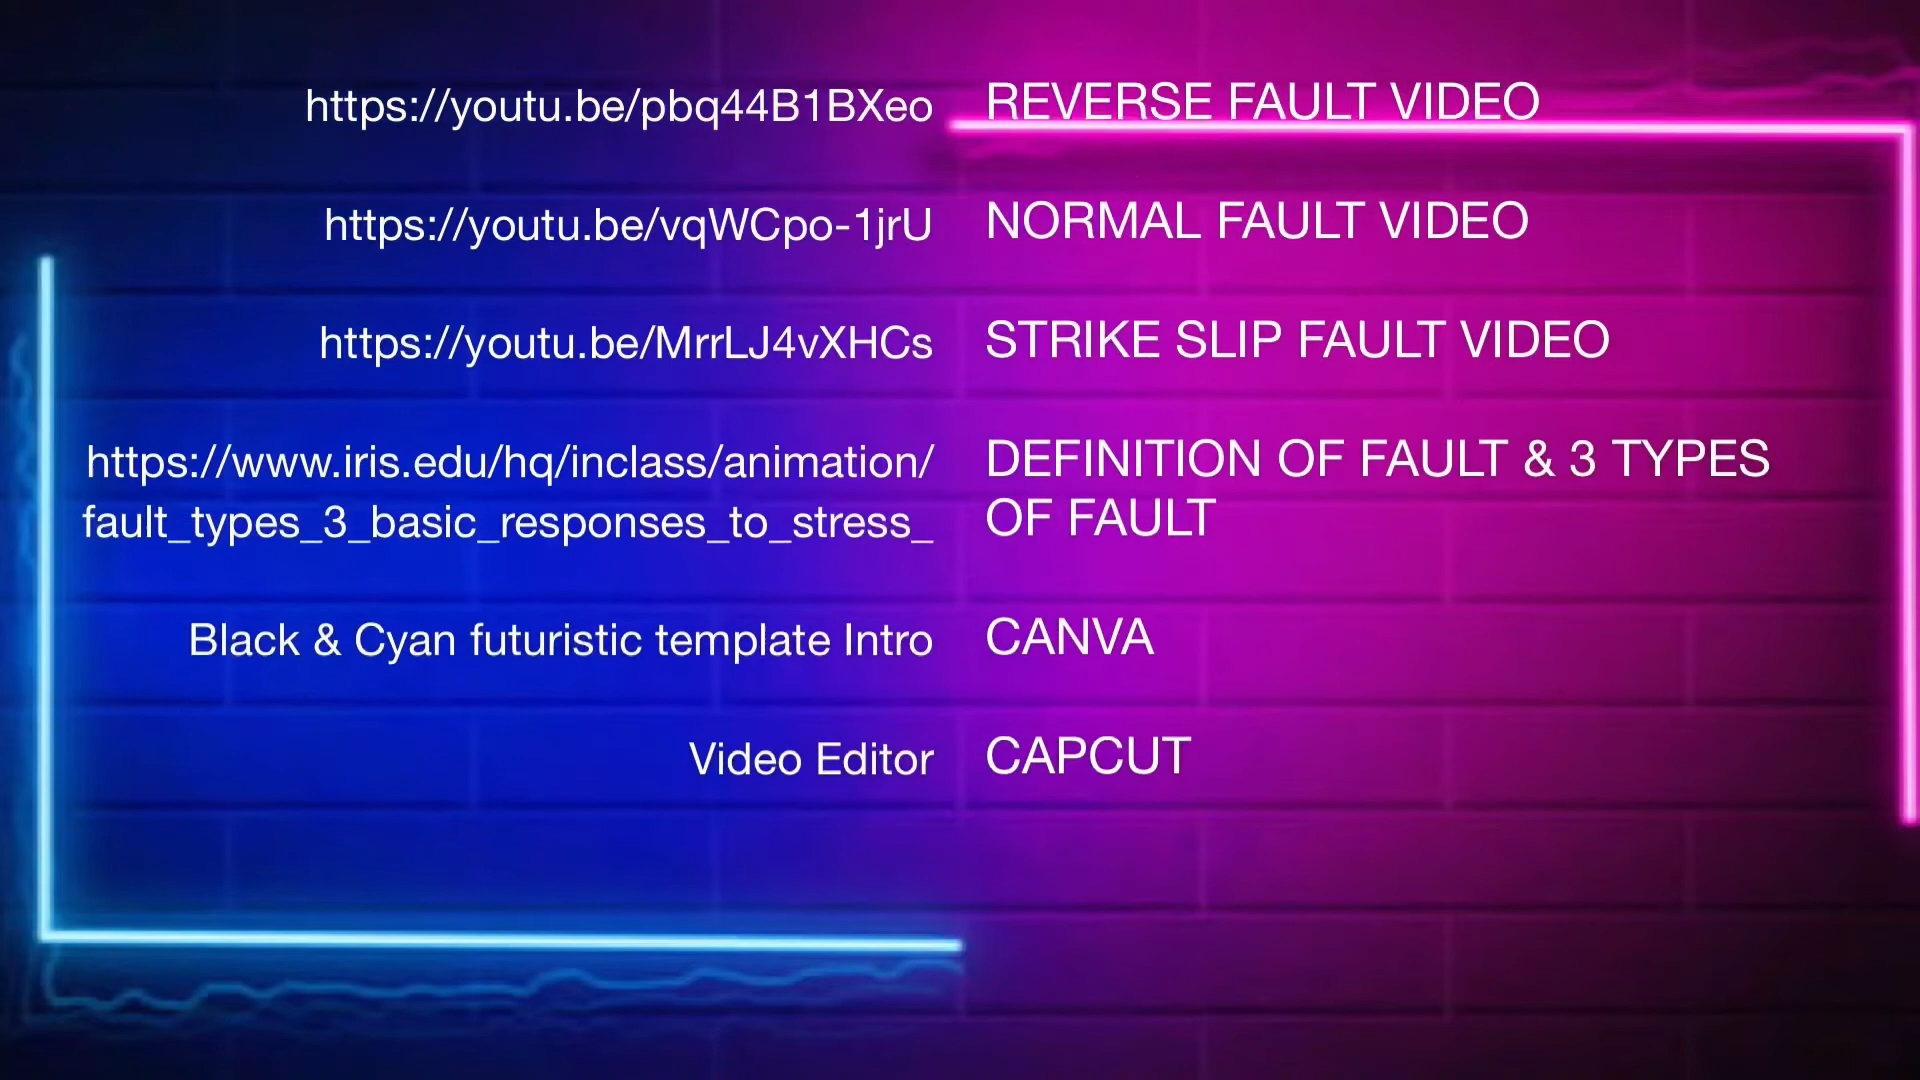 https://youtu.be/pbq44B1BXeo REVERSE FAULT VIDEO
https://youtu.be/vqWCpo-1jrU NORMAL FAULT VIDEO
https://youtu.be/MrrLJ4vXHCs STRIKE SLIP FAULT VIDEO
https://www.iris.edu/hq/inclass/animation/ DEFINITION OF FAULT & 3 TYPES
fault_types_3_basic_responses_to_stress_ OF FAULT
Black & Cyan futuristic template Intro CANVA
Video Editor CAPCUT